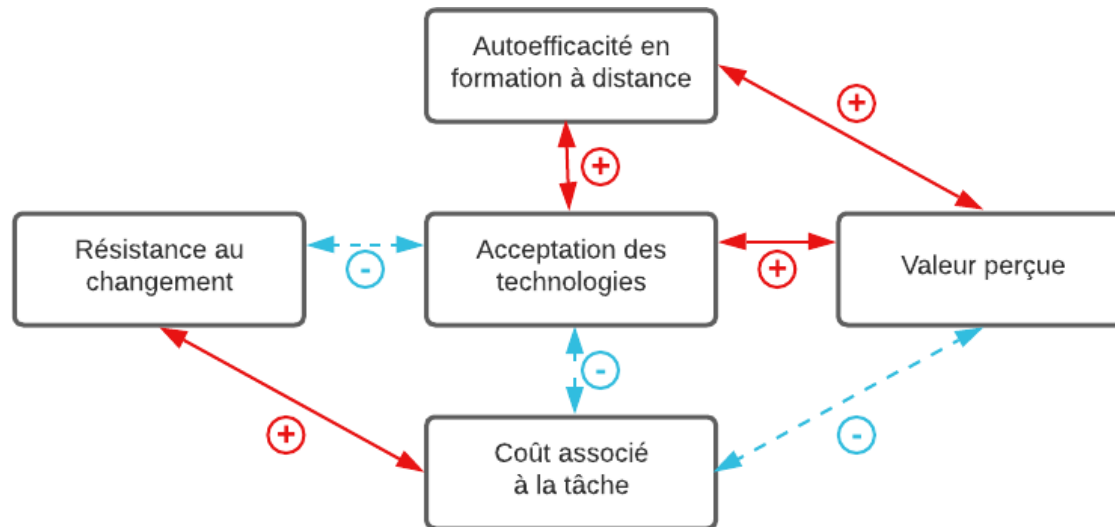 Autoefficacité en
formation à distance
+
+
Résistance au
changement
-
Acceptation des
technologies
+
Valeur perçue
-
+
-
Coût associé
à la tâche